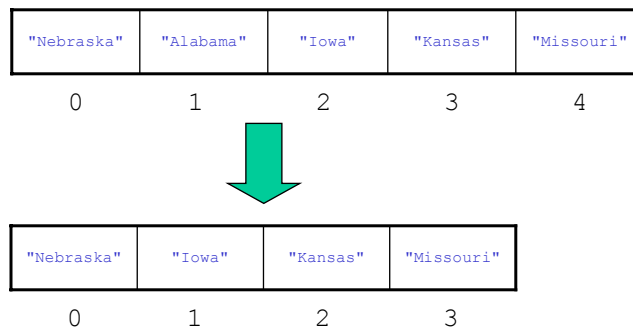 "Nebraska" "Alabama" "Iowa" "Kansas" "Missouri"
0 1 2 3 4
"Nebraska" "Iowa" "Kansas" "Missouri"
0 1 2 3